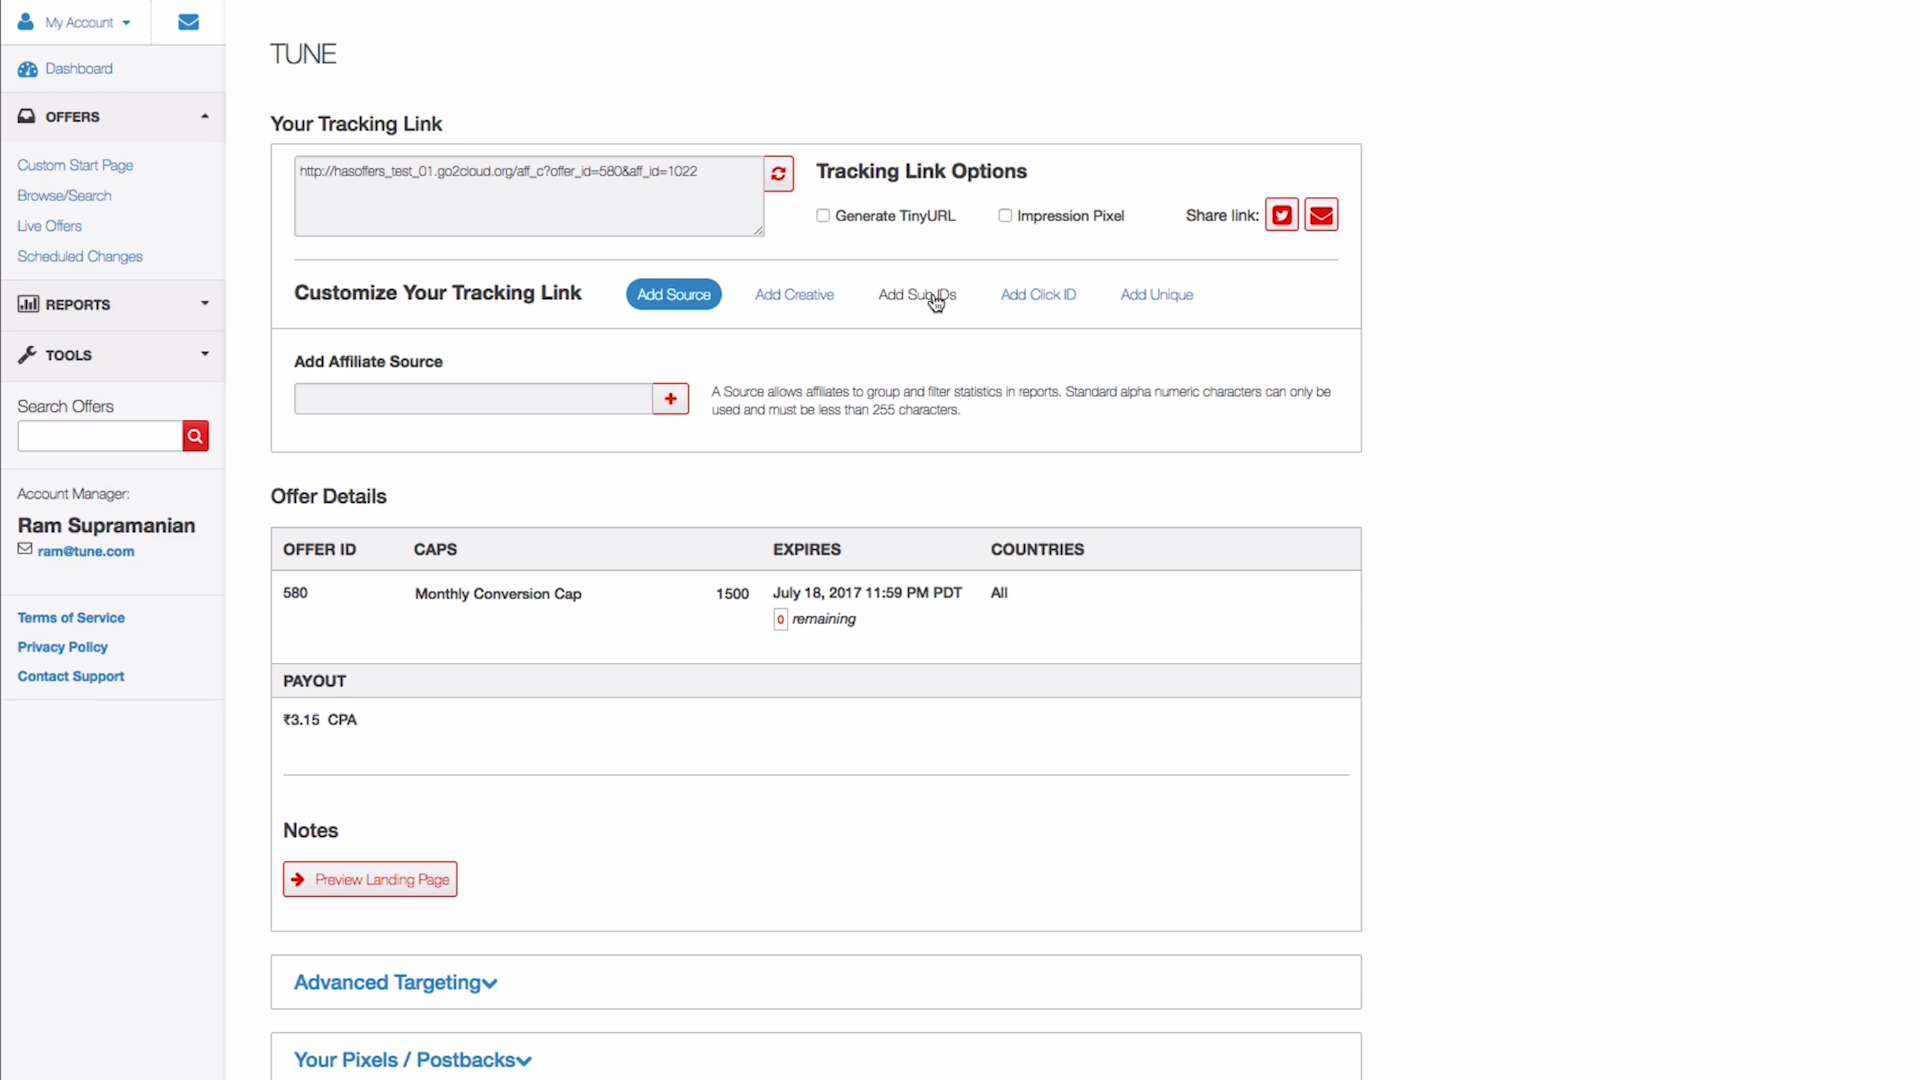 My Account
Dashboard
OFFERS
Custom Start Page
Browse/Search
Live Offers
Scheduled Changes
REPORTS
TOOLS
Search Offers
Account Manager:
Ram Supramanian
ram@tune.com
Terms of Service
Privacy Policy
Contact Support
TUNE
Your Tracking Link
http://hasoffers_test_01.go2cloud.org/aff_c?offer_id=580&aff_id=1022
Tracking Link Options
Generate TinyURL
Impression Pixel
Share link:
Customize Your Tracking Link
Add Source
Add Creative
Add Sub IDs
Add Click ID
Add Unique
Add Affiliate Source
A Source allows affiliates to group and filter statistics in reports. Standard alpha numeric characters can only be
used and must be less than 255 characters.
Offer Details
OFFER ID CAPS EXPIRES COUNTRIES
580 Monthly Conversion Cap 1500 July 18, 2017 11:59 PM PDT All
0 remaining
PAYOUT
₹3.15 CPA
Notes
Preview Landing Page
Advanced Targeting
Your Pixels / Postbacks